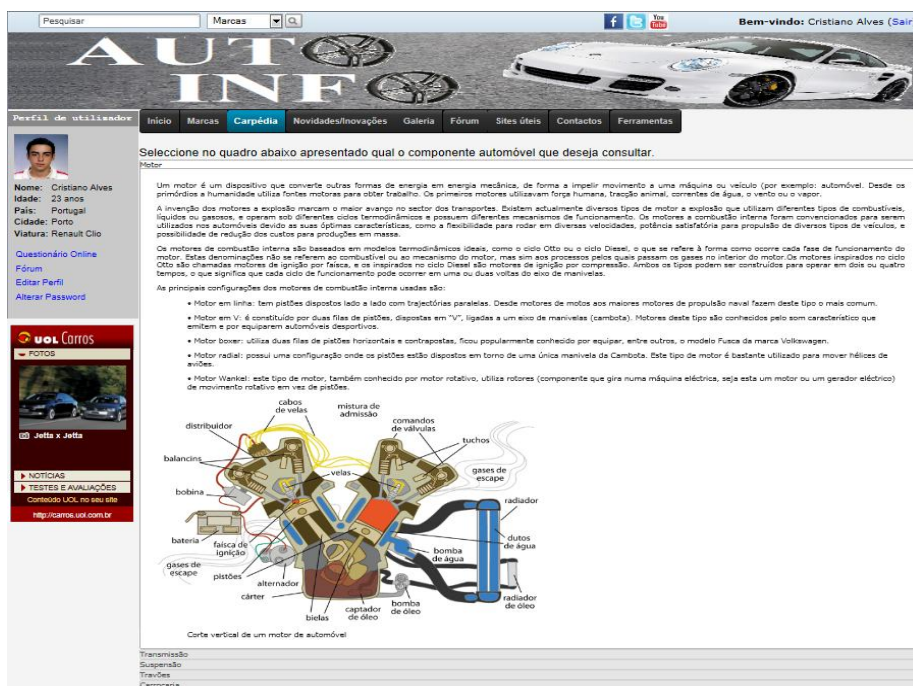 Pesquisar
Marcas
f
You Tube
Bem-vindo: Cristiano Alves (Sair
AUTO
INFO
Perfil de utilizador
Início Marcas Carpédia Novidades/Inovações Galeria Fórum Sites úteis Contactos Ferramentas
Nome: Cristiano Alves
Idade: 23 anos
País: Portugal
Cidade: Porto
Viatura: Renault Clio
Questionário Online
Fórum
Editar Perfil
Alterar Password
UOL Carros
FOTOS
Jetta x Jetta
NOTÍCIAS
TESTES E AVALIAÇÕES
Conteúdo UOL no seu site
http://carros.uol.com.br
Seleccione no quadro abaixo apresentado qual o componente automóvel que deseja consultar.
Motor
Um motor é um dispositivo que converte outras formas de energia em energia mecânica, de forma a impelir movimento a uma máquina ou veículo (por exemplo: automóvel. Desde os
primórdios a humanidade utiliza fontes motoras para obter trabalho. Os primeiros motores utilizavam força humana, tracção animal, correntes de água, o vento ou o vapor.
A invenção dos motores a explosão marcam o maior avanço no sector dos transportes. Existem actualmente diversos tipos de motor a explosão que utilizam diferentes tipos de combustíveis,
líquidos ou gasosos, e operam sob diferentes ciclos termodinâmicos e possuem diferentes mecanismos de funcionamento. Os motores a combustão interna foram convencionados para serem
utilizados nos automóveis devido as suas óptimas características, como a flexibilidade para rodar em diversas velocidades, potência satisfatória para propulsão de diversos tipos de veículos, e
possibilidade de redução dos custos para produções em massa.
Os motores de combustão interna são baseados em modelos termodinâmicos ideais, como o ciclo Otto ou o ciclo Diesel, o que se refere à forma como ocorre cada fase de funcionamento do
motor. Estas denominações não se referem ao combustível ou ao mecanismo do motor, mas sim aos processos pelos quais passam os gases no interior do motor.Os motores inspirados no ciclo
Otto são chamadas motores de ignição por faísca, e os inspirados no ciclo Diesel são motores de ignição por compressão. Ambos os tipos podem ser construídos para operar em dois ou quatro
tempos, o que significa que cada ciclo de funcionamento pode ocorrer em uma ou duas voltas do eixo de manivelas.
As principais configurações dos motores de combustão interna usadas são:
• Motor em linha: tem pistões dispostos lado a lado com trajectórias paralelas. Desde motores de motos aos maiores motores de propulsão naval fazem deste tipo o mais comum.
• Motor em V: é constituído por duas filas de pistões, dispostas em "V", ligadas a um eixo de manivelas (cambota). Motores deste tipo são conhecidos pelo som característico que
emitem e por equiparem automóveis desportivos.
• Motor boxer: utiliza duas filas de pistões horizontais e contrapostas, ficou popularmente conhecido por equipar, entre outros, o modelo Fusca da marca Volkswagen.
• Motor radial: possui uma configuração onde os pistões estão dispostos em torno de uma única manivela da Cambota. Este tipo de motor é bastante utilizado para mover hélices de
aviões.
• Motor Wankel: este tipo de motor, também conhecido por motor rotativo, utiliza rotores (componente que gira numa máquina eléctrica, seja esta um motor ou um gerador eléctrico)
de movimento rotativo em vez de pistões.
cabos
de velas
mistura de
admissão
distribuidor
comandos
de válvulas
tuchos
balancins
velas
gases de
escape
bobina
radiador
bateria
faísca de
ignição
dutos
de água
bomba
de água
gases de
escape
pistões
alternador
cárter
bielas
captador
de óleo
bomba
de óleo
radiador
de óleo
Corte vertical de um motor de automóvel
Transmissão
Suspensão
Travões
Carroceria